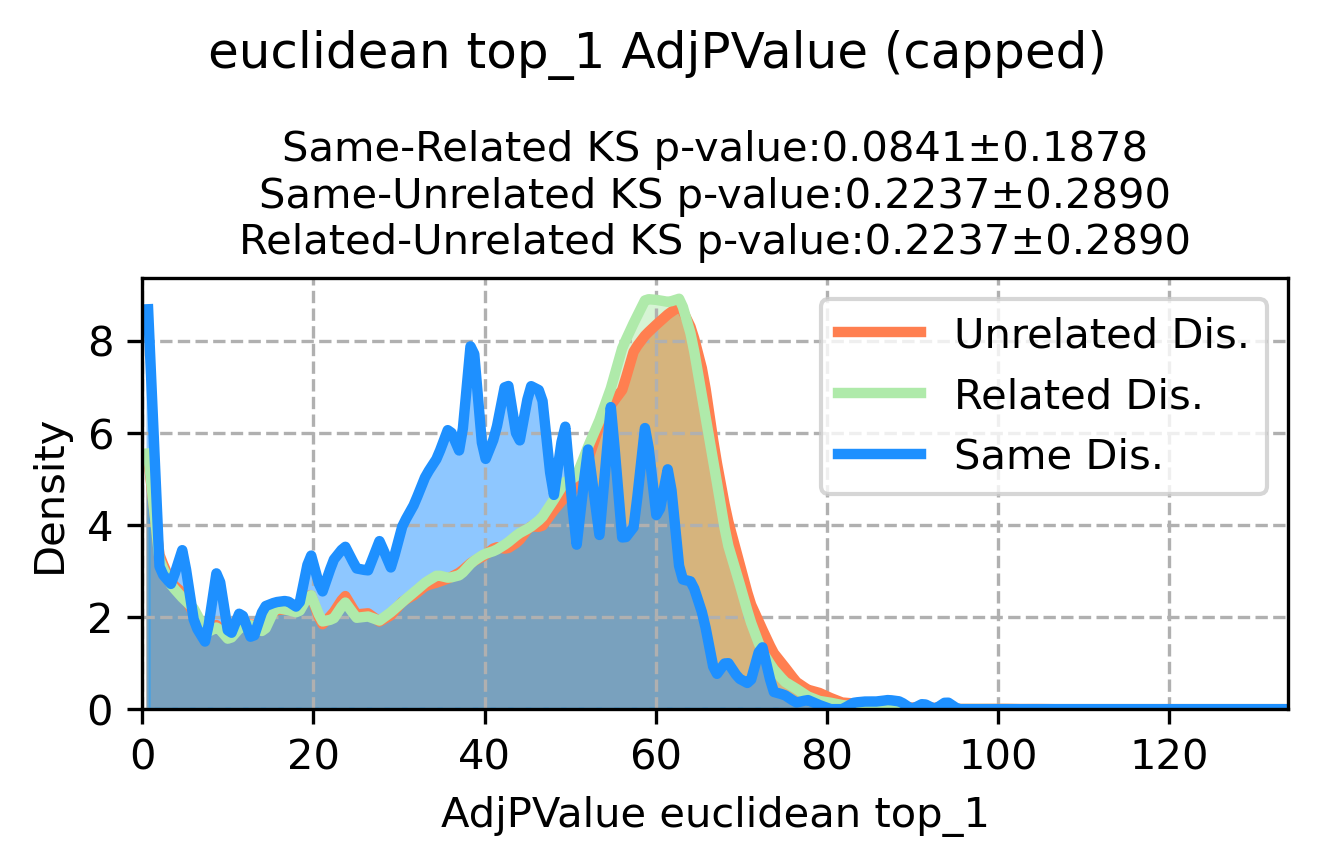 euclidean top_1 AdjPValue (capped)
Same-Related KS p-value:0.0841±0.1878
Same-Unrelated KS p-value:0.2237±0.2890
Related-Unrelated KS p-value:0.2237±0.2890
Unrelated Dis.
Related Dis.
Same Dis.
Density
8
6
4
2
0
0 20 40 60 80 100 120
AdjPValue euclidean top_1